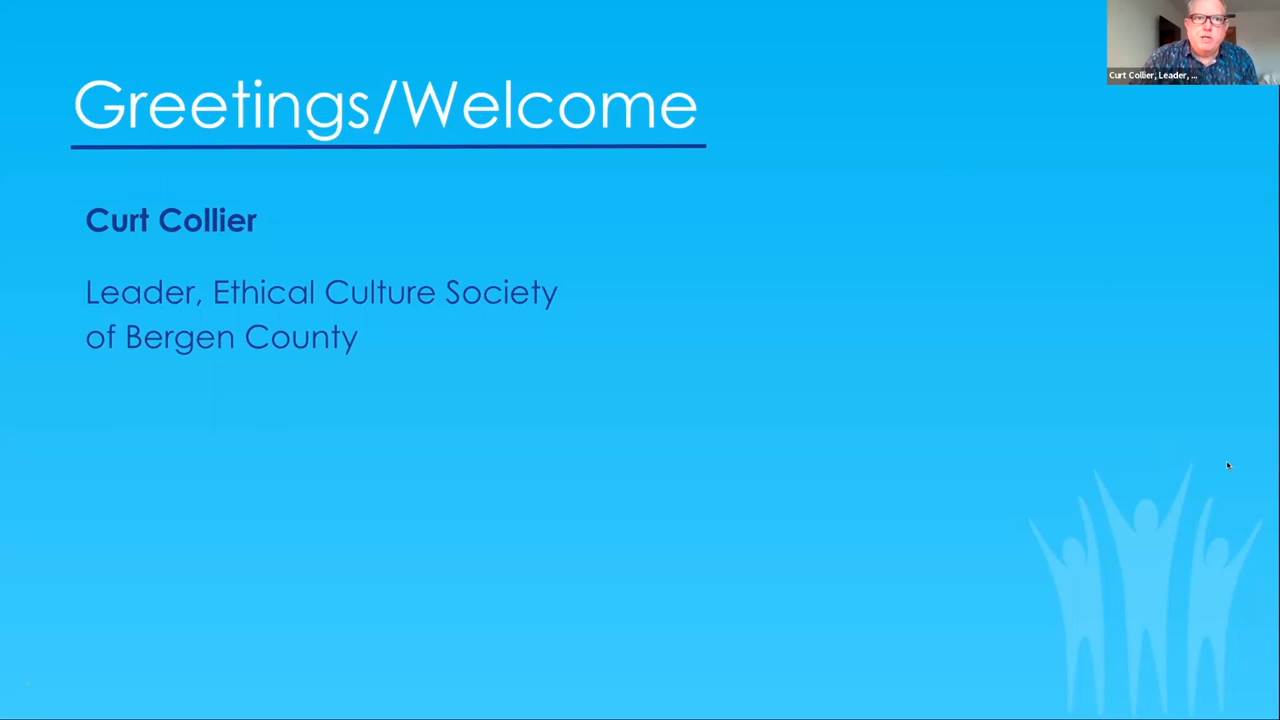 Greetings/Welcome
Curt Collier, Leader, ...
Curt Collier
Leader, Ethical Culture Society
of Bergen County